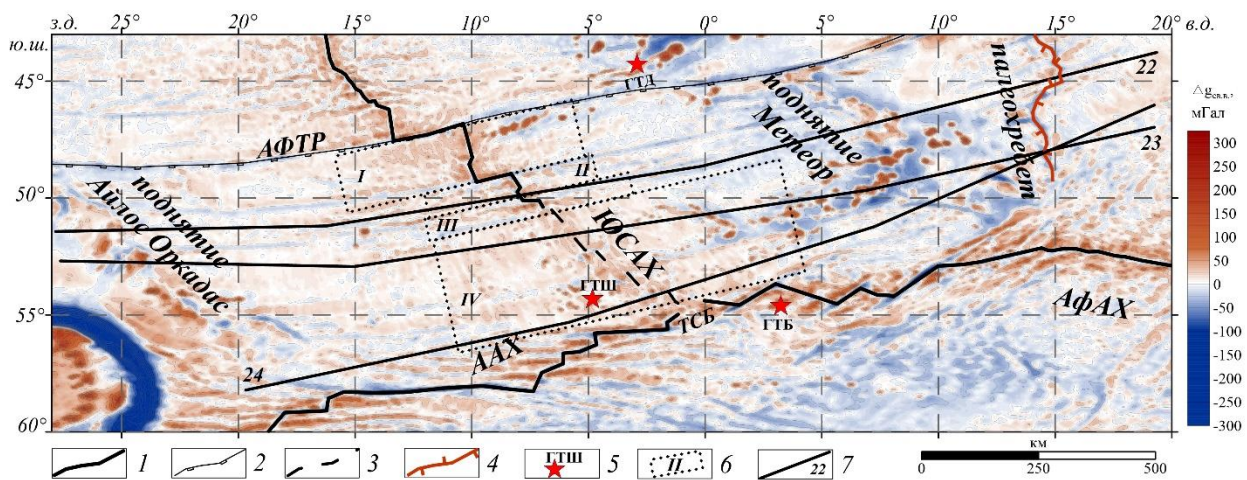 з.д. 25° 20° 15° 10° 5° 0° 5° 10° 15° 20° в.д.
ю.ш.
45°
50°
55°
60°
ГТД
поднятие
Метеор
палеохребет
22
23
АФТР
I
II
III
IV
поднятие
Айлос Оркадас
ЮСАХ
ГТШ
ТСБ
ГТБ
АфАХ
ААХ
24
Δgсв.в.,
мГал
300
250
200
150
100
50
0
-50
-100
-150
-200
-250
-300
1 2 3 4 ГТШ 5 II 6 22 7
км
0 250 500